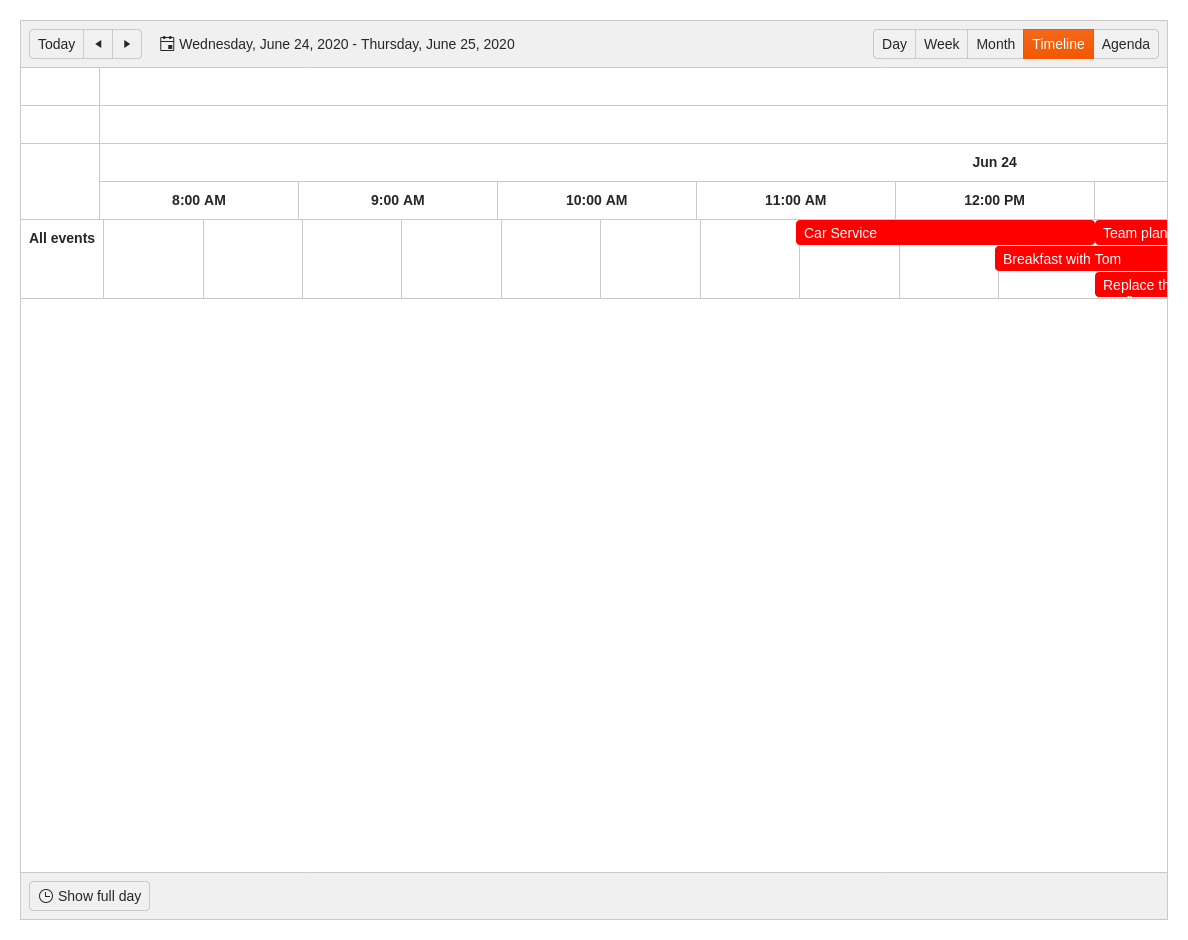 Today
Wednesday, June 24, 2020 - Thursday, June 25, 2020
Day Week Month Timeline Agenda
Jun 24
8:00 AM 9:00 AM 10:00 AM 11:00 AM 12:00 PM
All events
Car Service
Team plan
Breakfast with Tom
Replace th
Show full day